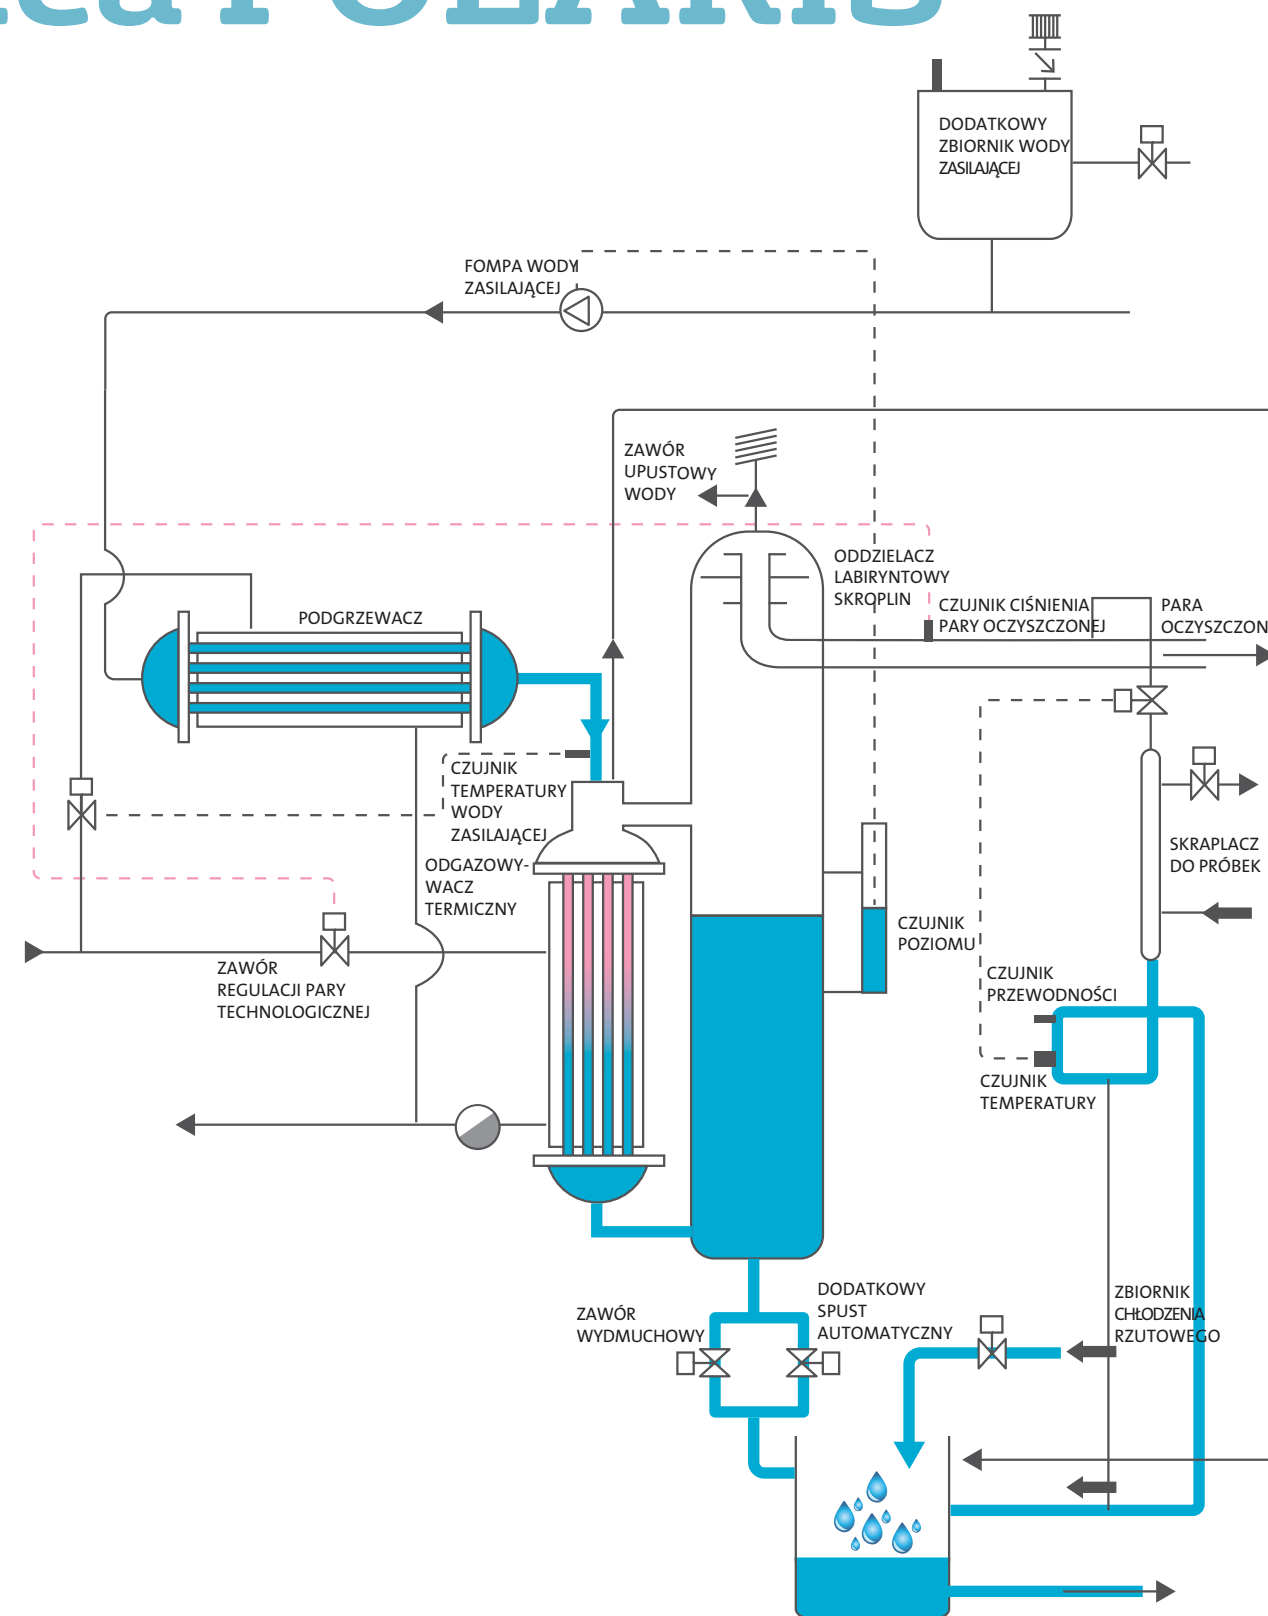 POLARIS
DODATKOWY
ZBIORNIK WODY
ZASILAJĄCEJ
FOMPA WODY
ZASILAJĄCEJ
ZAWÓR
UPUSTOWY
WODY
ODDZIELACZ
LABIRYNTOWY
SKROPLIN
CZUJNIK CIŚNIENIA
PARY OCZYSZCZONEJ
PARA
OCZYSZCZON
PODGRZEWACZ
CZUJNIK
TEMPERATURY
WODY
ZASILAJĄCEJ
ODGAZOWY-
WACZ
TERMICZNY
SKRAPLACZ
DO PRÓBEK
CZUJNIK
POZIOMU
ZAWÓR
REGULACJI PARY
TECHNOLOGICZNEJ
CZUJNIK
PRZEWODNOŚCI
CZUJNIK
TEMPERATURY
ZAWÓR
WYDMUCHOWY
DODATKOWY
SPUST
AUTOMATYCZNY
ZBIORNIK
CHŁODZENIA
RZUTOWEGO